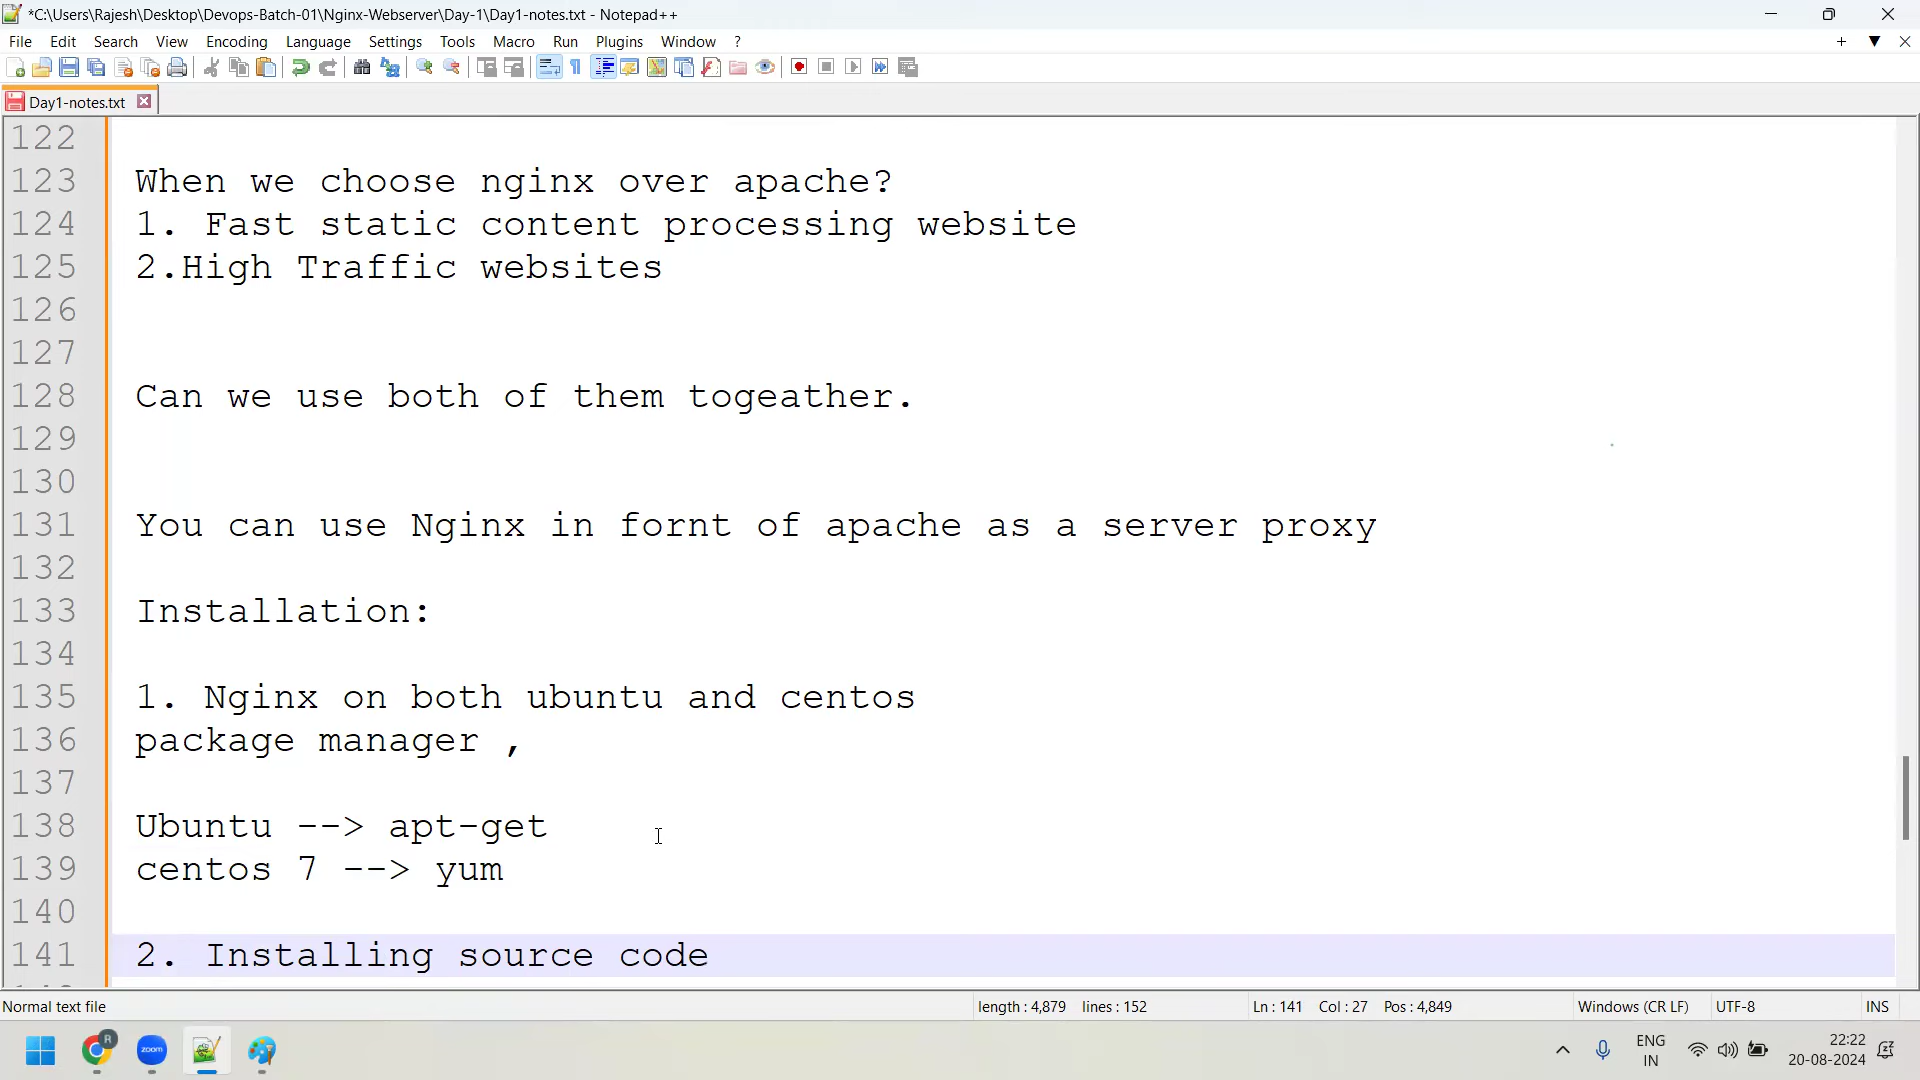 *C:\Users\Rajesh\Desktop\Devops-Batch-01\Nginx-Webserver\Day-1\Day1-notes.txt - Notepad++
File Edit Search View Encoding Language Settings Tools Macro Run Plugins Window ?
Day1-notes.txt
122
123 When we choose nginx over apache?
124 1. Fast static content processing website
125 2.High Traffic websites
126
127
128 Can we use both of them togeather.
129
130
131 You can use Nginx in fornt of apache as a server proxy
132
133 Installation:
134
135 1. Nginx on both ubuntu and centos
136 package manager ,
137
138 Ubuntu --> apt-get
139 centos 7 --> yum
140
141 2. Installing source code
Normal text file length : 4,879 lines : 152 Ln : 141 Col : 27 Pos : 4,849 Windows (CR LF) UTF-8 INS
R
zoom
ENG
IN
22:22
20-08-2024